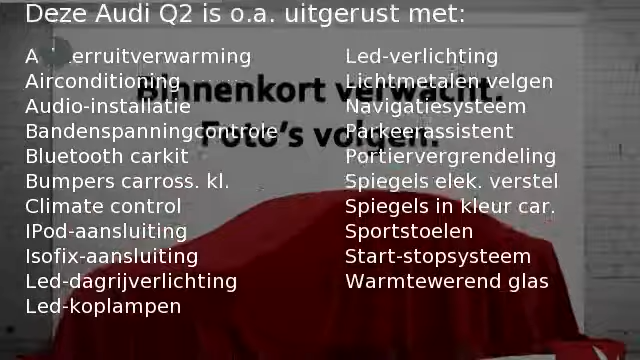 Deze Audi Q2 is o.a. uitgerust met:
Airconditioning
Audio-installatie
Bandenspanningcontrole
Bluetooth carkit
Bumpers carross. kl.
Climate control
IPod-aansluiting
Isofix-aansluiting
Led-dagrijverlichting
Led-koplampen
Led-verlichting
Lichtmetalen velgen
Navigatiesysteem
Parkeerassistent
Portiervergrendeling
Spiegels elek. verstel
Spiegels in kleur car.
Sportstoelen
Start-stopsysteem
Warmtewerend glas
Binnenkort verwacht.
Foto's volgen.